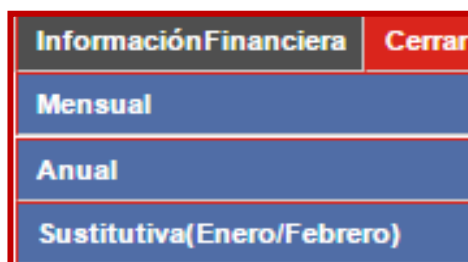 InformaciónFinanciera Cerrar
Mensual
Anual
Sustitutiva(Enero/Febrero)